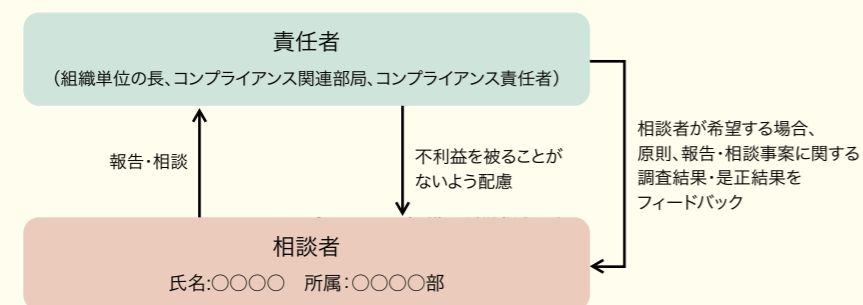 責任者
（組織単位の長、コンプライアンス関連部局、コンプライアンス責任者）
報告・相談
不利益を被ることが
ないよう配慮
相談者が希望する場合、
原則、報告・相談事案に関する
調査結果・是正結果を
フィードバック
相談者
氏名：〇〇〇〇　所属：〇〇〇〇部